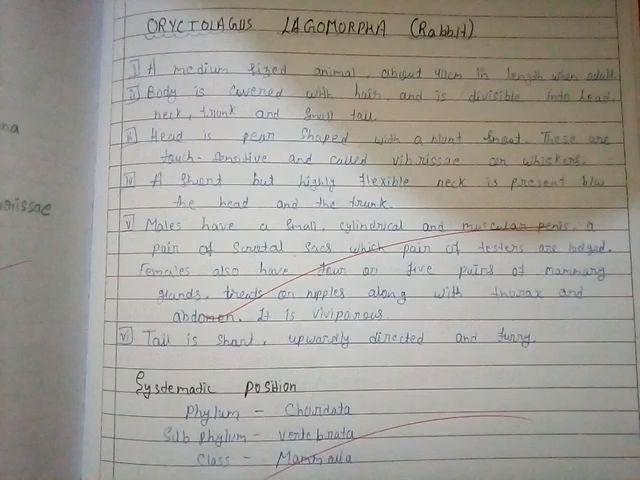 ORYCTOLAGUS LAGOMORPHA (Rabbit)
i) A medium sized animal, about 40cm in length when adult.
ii) Body is covered with hair, and is divisible into head
neck, trunk and small tail.
iii) Head is pear shaped with a blunt snout. These are
touch-sensitive and called vibrissae or whiskers.
iv) A short but highly flexible neck is present b/w
the head and the trunk.
v) Males have a small, cylindrical and muscular penis, a
pair of scrotal sacs which pair of testes are lodged.
Females also have four or five pairs of mammary
glands, treats or nipples along with thorax and
abdomen. It is viviparous.
vi) Tail is short, upwardly directed and furry.
Systematic position
Phylum - Chordata
Sub phylum - vertebrata
Class - Mammalia
na
rissae